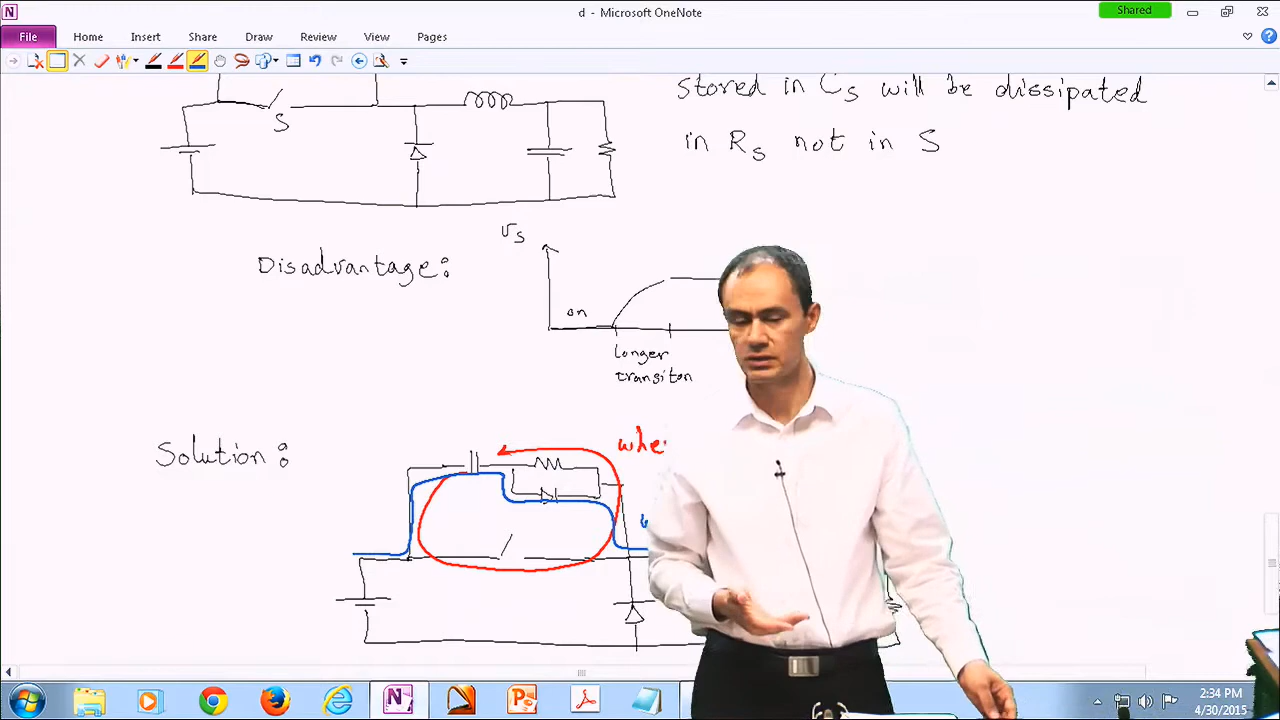 d - Microsoft OneNote
Shared
File Home Insert Share Draw Review View Pages
stored in Cs will be dissipated
in Rs not in S
S
vs
Disadvantage:
on
longer
transiton
Solution:
2:34 PM
4/30/2015